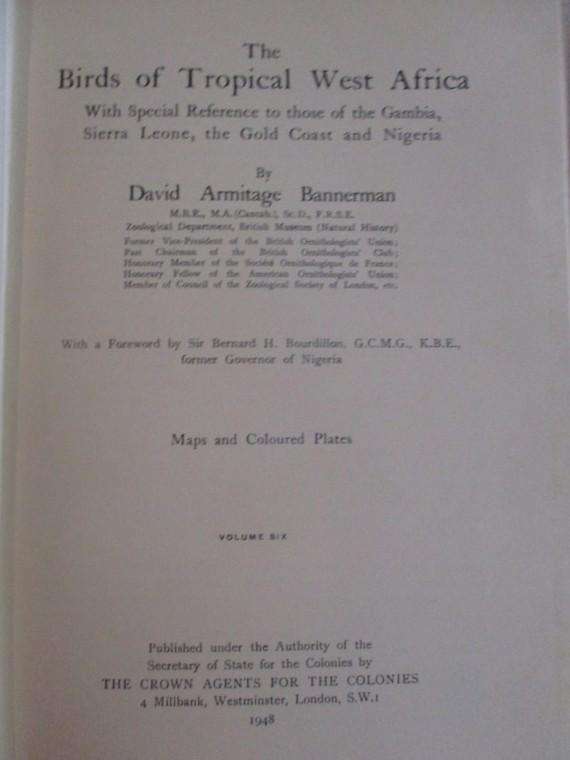 The
Birds of Tropical West Africa
With Special Reference to those of the Gambia,
Sierra Leone, the Gold Coast and Nigeria
By
David Armitage Bannerman
M.B.E., M.A.(Cantab.), Sc.D., F.R.S.E.
Zoological Department, British Museum (Natural History)
Former Vice-President of the British Ornithologists' Union;
Past Chairman of the British Ornithologists' Club;
Honorary Member of the Société Ornithologique de France;
Honorary Fellow of the American Ornithologists' Union;
Member of Council of the Zoological Society of London, etc.
With a Foreword by Sir Bernard H. Bourdillon, G.C.M.G., K.B.E.,
former Governor of Nigeria
Maps and Coloured Plates
VOLUME SIX
Published under the Authority of the
Secretary of State for the Colonies by
THE CROWN AGENTS FOR THE COLONIES
4 Millbank, Westminster, London, S.W.1
1948